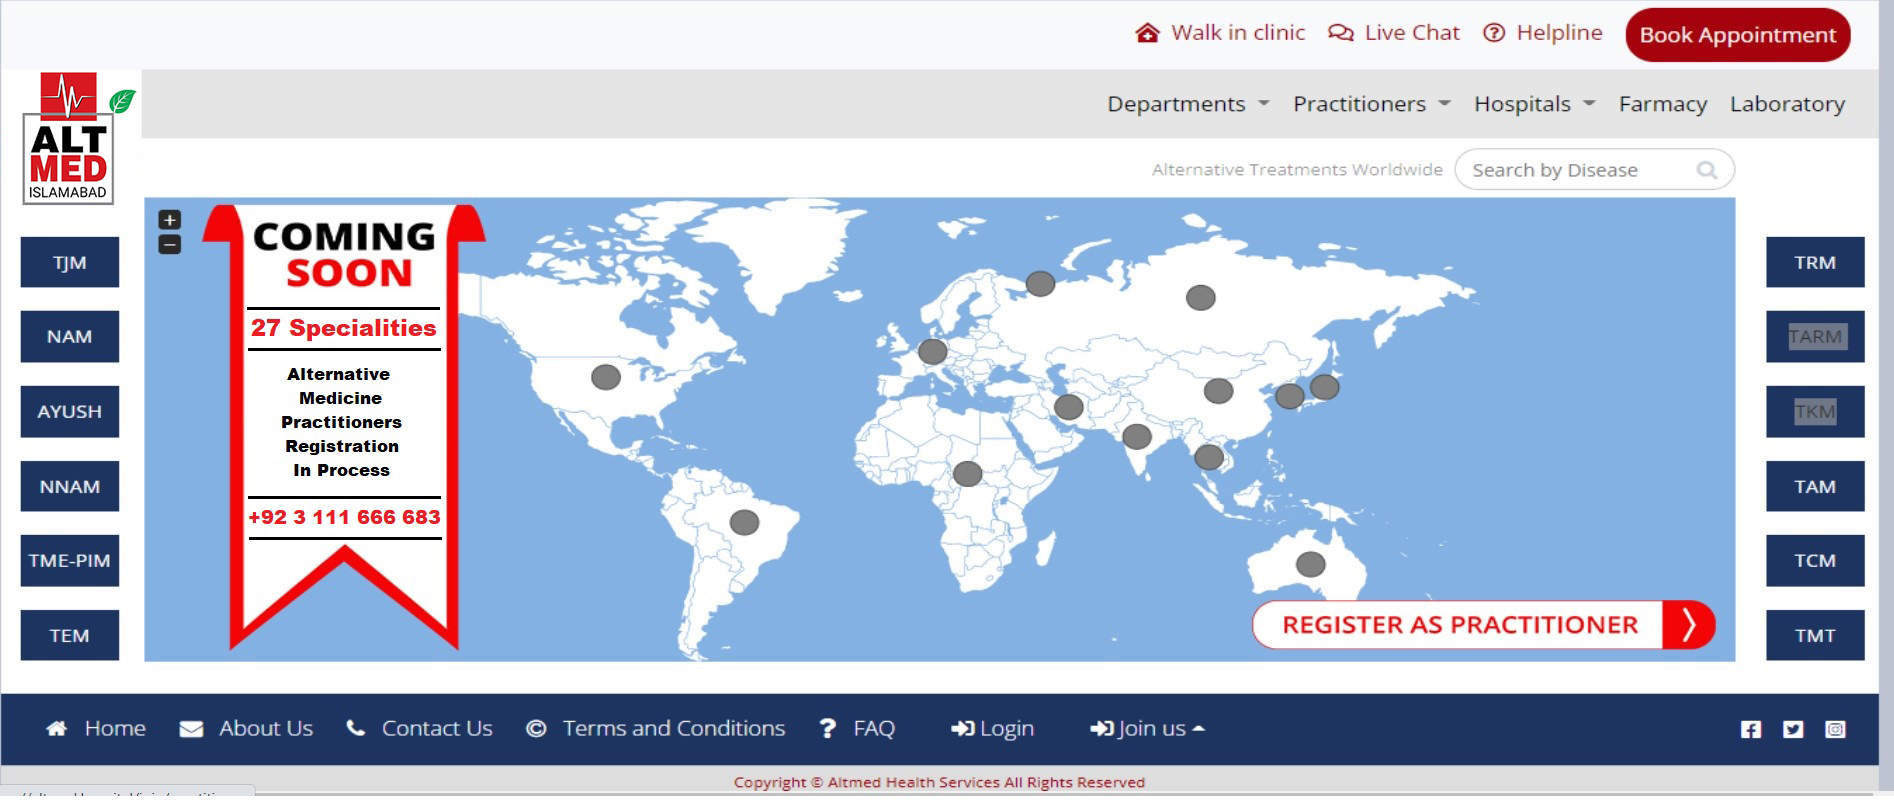 Walk in clinic Live Chat Helpline Book Appointment
ALT
MED
ISLAMABAD
Departments Practitioners Hospitals Farmacy Laboratory
Alternative Treatments Worldwide Search by Disease
TJM
NAM
AYUSH
NNAM
TME-PIM
TEM
+
−
COMING
SOON
27 Specialities
Alternative
Medicine
Practitioners
Registration
In Process
+92 3 111 666 683
REGISTER AS PRACTITIONER
TRM
TARM
TKM
TAM
TCM
TMT
Home About Us Contact Us © Terms and Conditions ? FAQ Login Join us
Copyright © Altmed Health Services All Rights Reserved